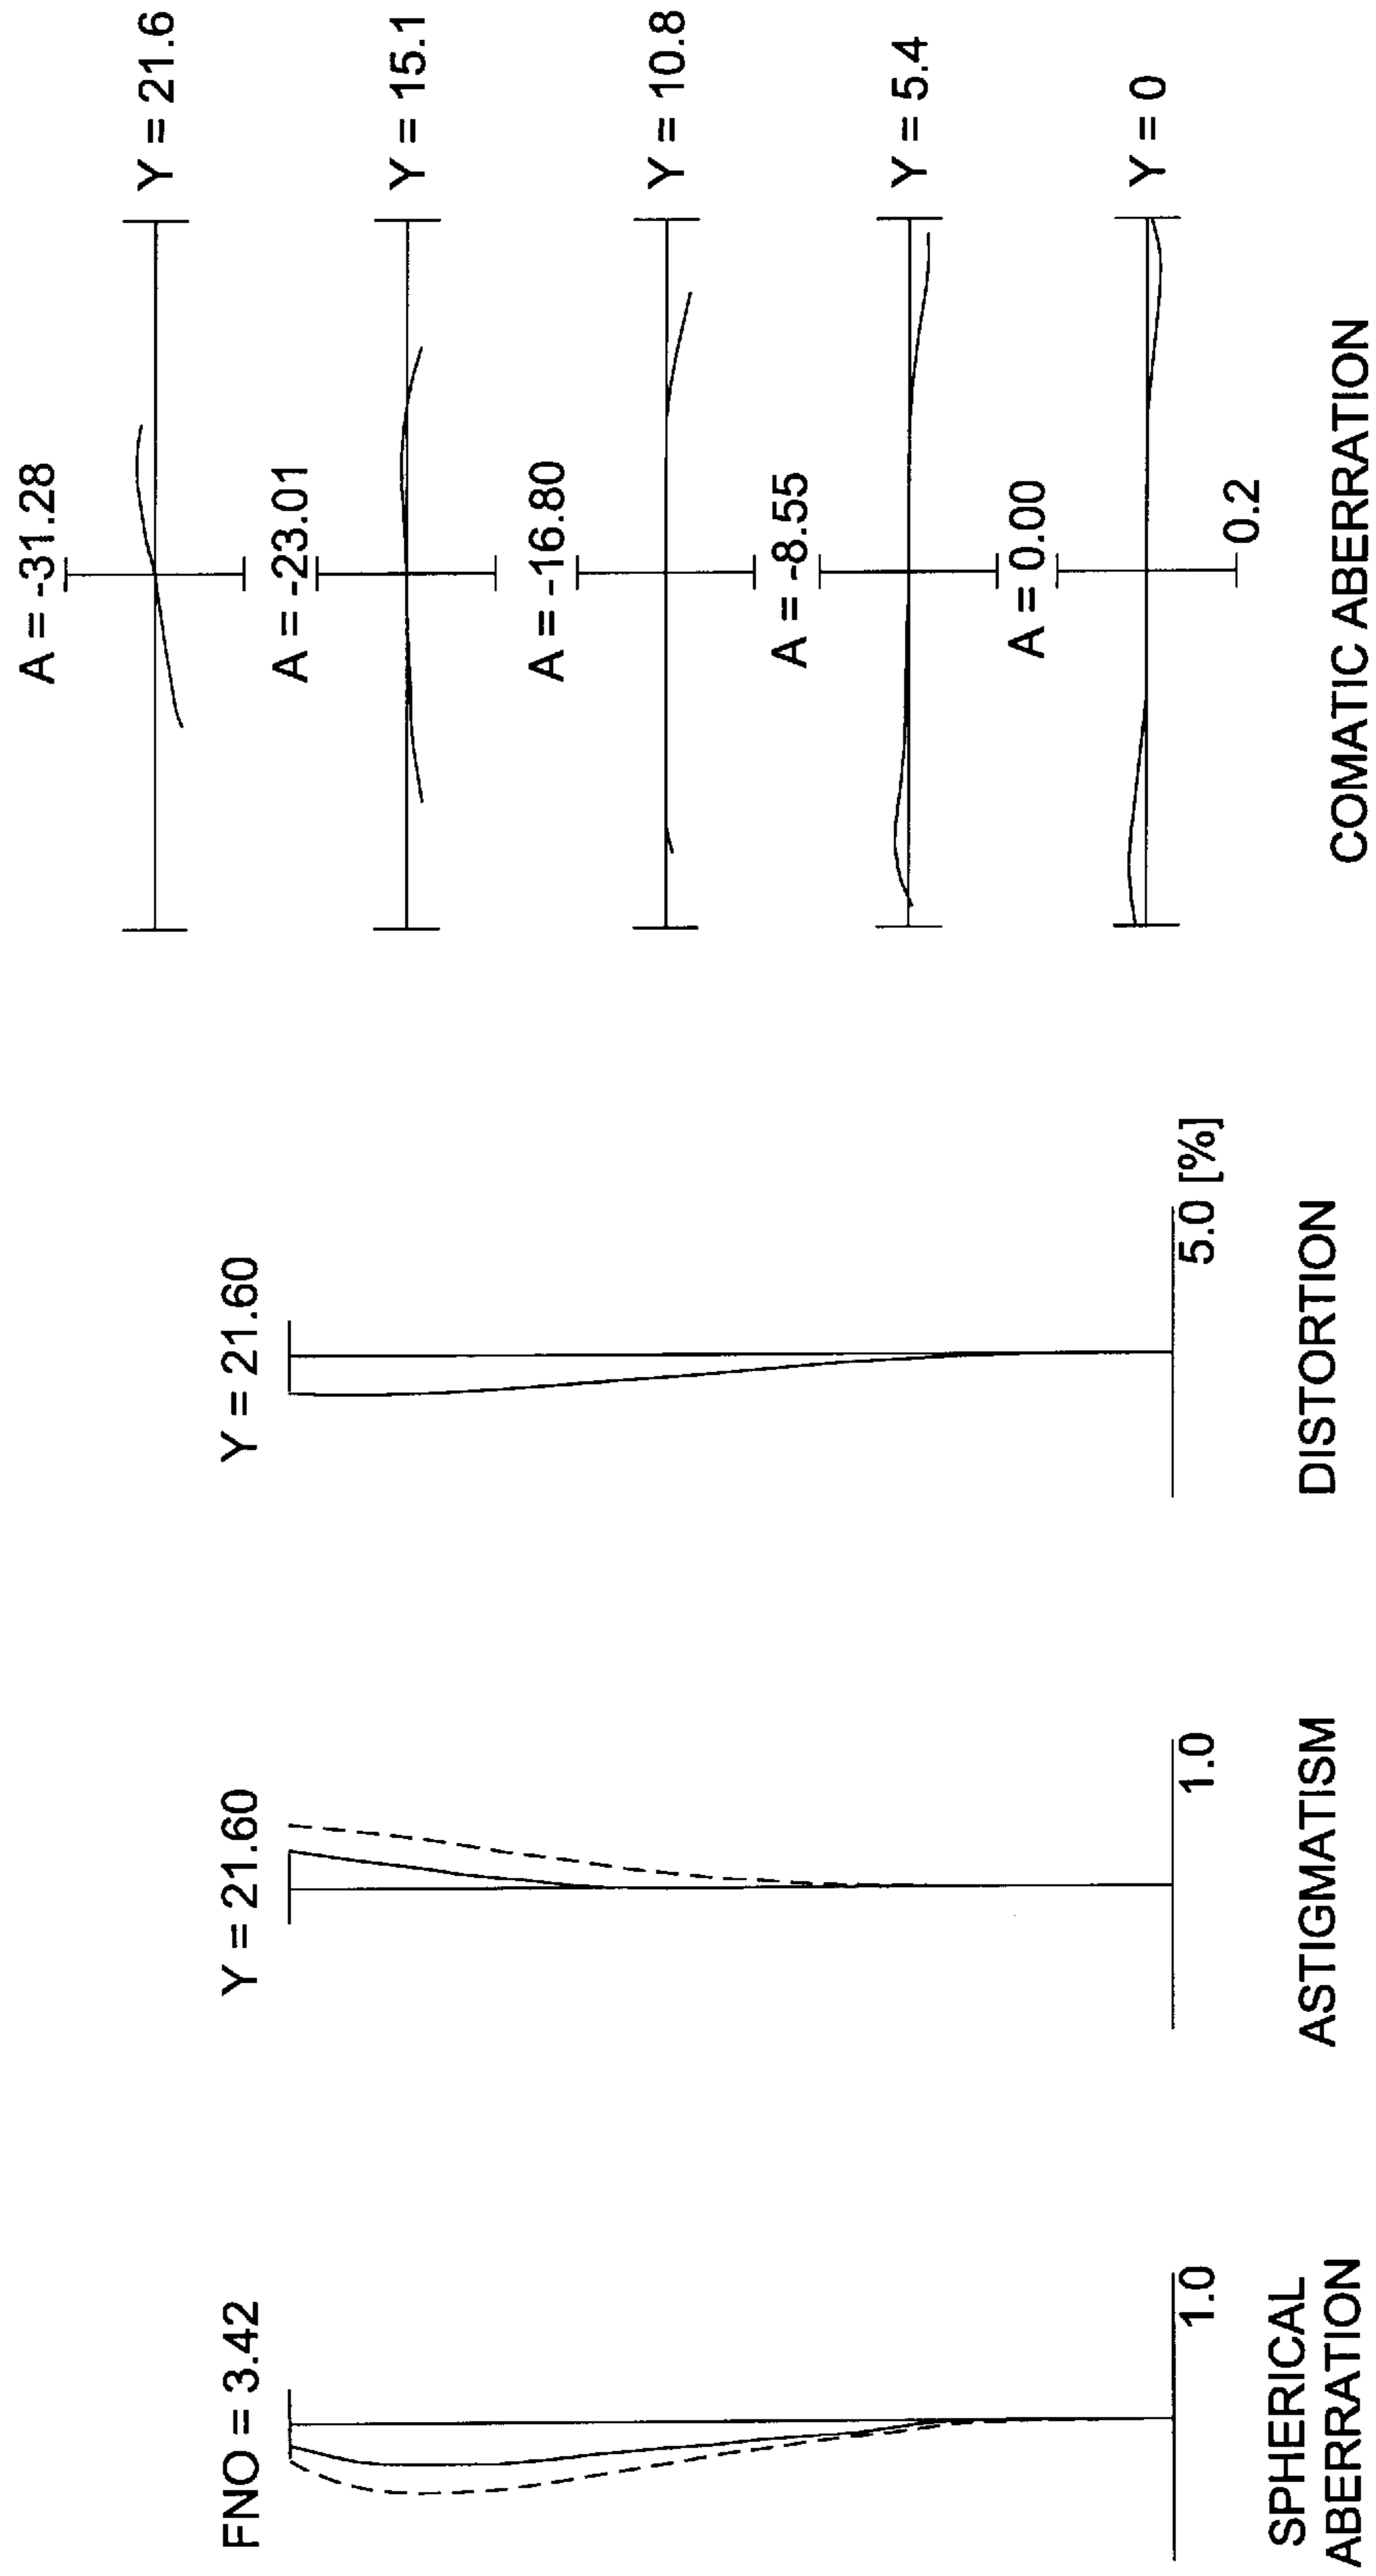 FNO = 3.42
1.0
SPHERICAL
ABERRATION
Y = 21.60
1.0
ASTIGMATISM
Y = 21.60
5.0 [%]
DISTORTION
A = -31.28
Y = 21.6
A = -23.01
Y = 15.1
A = -16.80
Y = 10.8
A = -8.55
Y = 5.4
A = 0.00
Y = 0
0.2
COMATIC ABERRATION